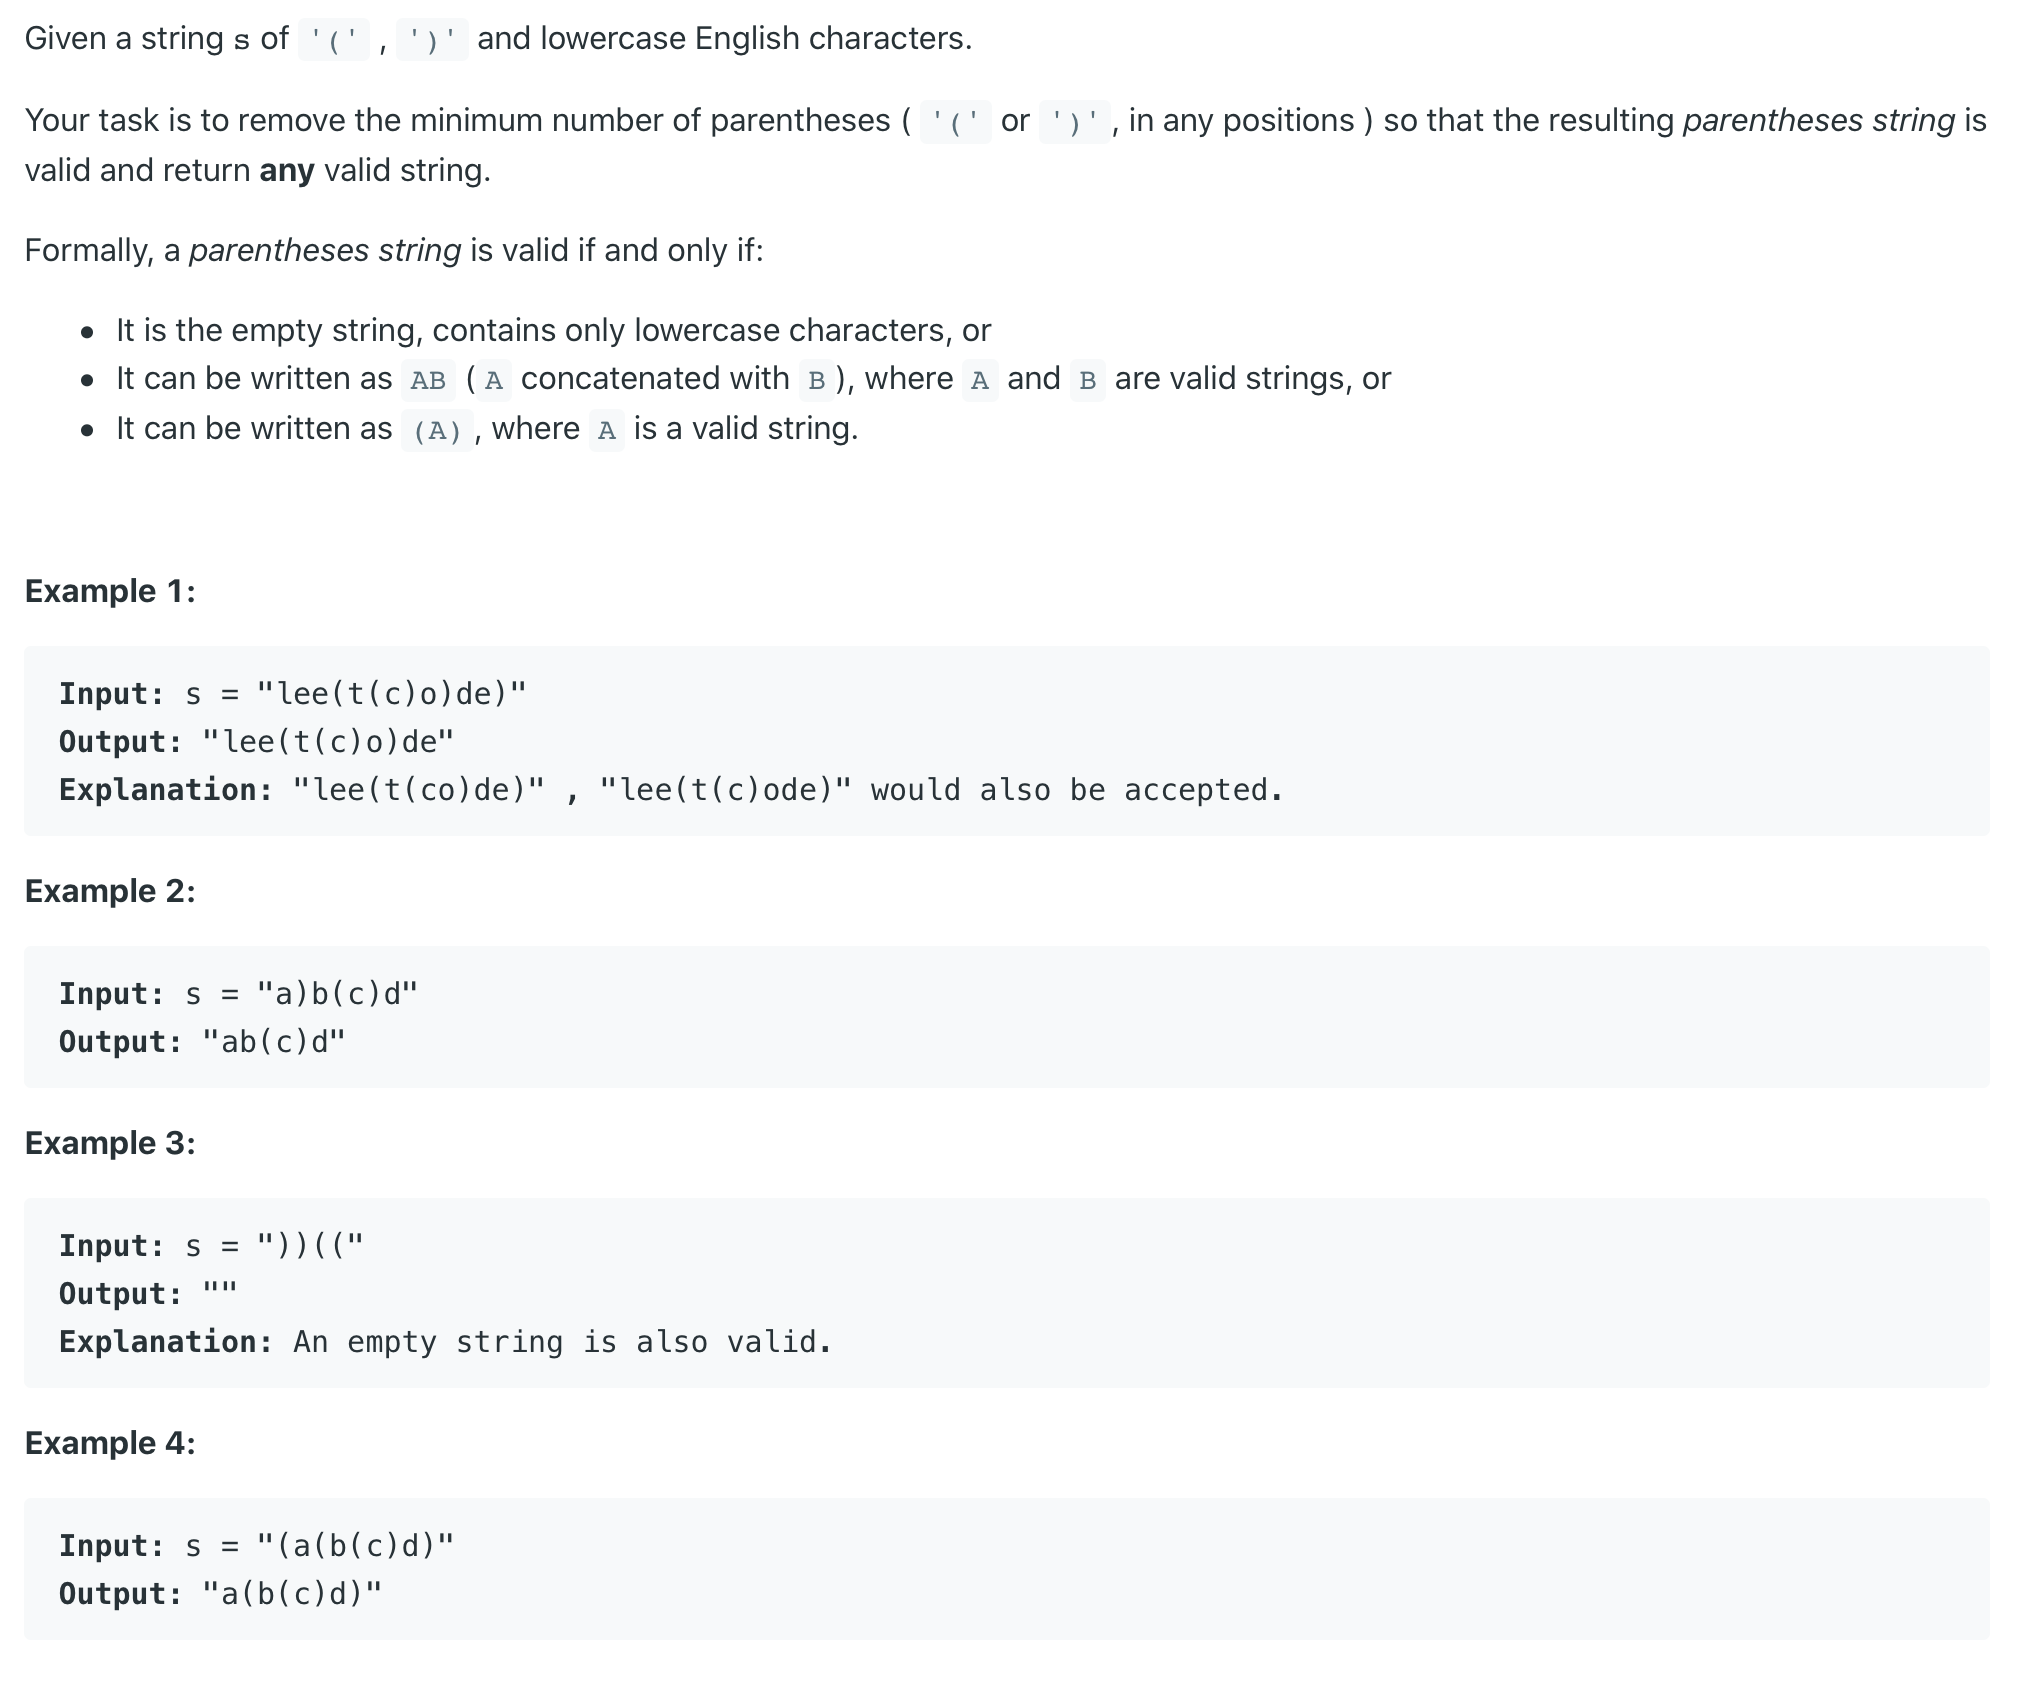 Given a string s of '(' , ')' and lowercase English characters.
Your task is to remove the minimum number of parentheses ( '(' or ')', in any positions ) so that the resulting parentheses string is
valid and return any valid string.
Formally, a parentheses string is valid if and only if:
• It is the empty string, contains only lowercase characters, or
• It can be written as AB (A concatenated with B), where A and B are valid strings, or
• It can be written as (A), where A is a valid string.
Example 1:
Input: s = "lee(t(c)o)de)"
Output: "lee(t(c)o)de"
Explanation: "lee(t(co)de)" , "lee(t(c)ode)" would also be accepted.
Example 2:
Input: s = "a)b(c)d"
Output: "ab(c)d"
Example 3:
Input: s = "))(("
Output: ""
Explanation: An empty string is also valid.
Example 4:
Input: s = "(a(b(c)d)"
Output: "a(b(c)d)"